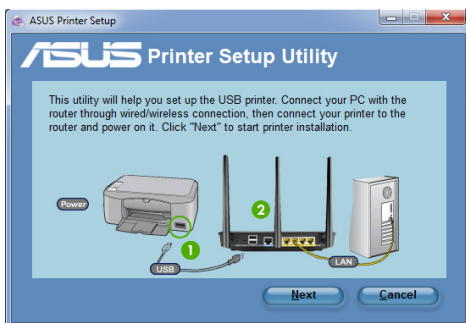 ASUS Printer Setup
ASUS Printer Setup Utility
This utility will help you set up the USB printer. Connect your PC with the
router through wired/wireless connection, then connect your printer to the
router and power on it. Click "Next" to start printer installation.
Power
1
2
USB
LAN
Next
Cancel